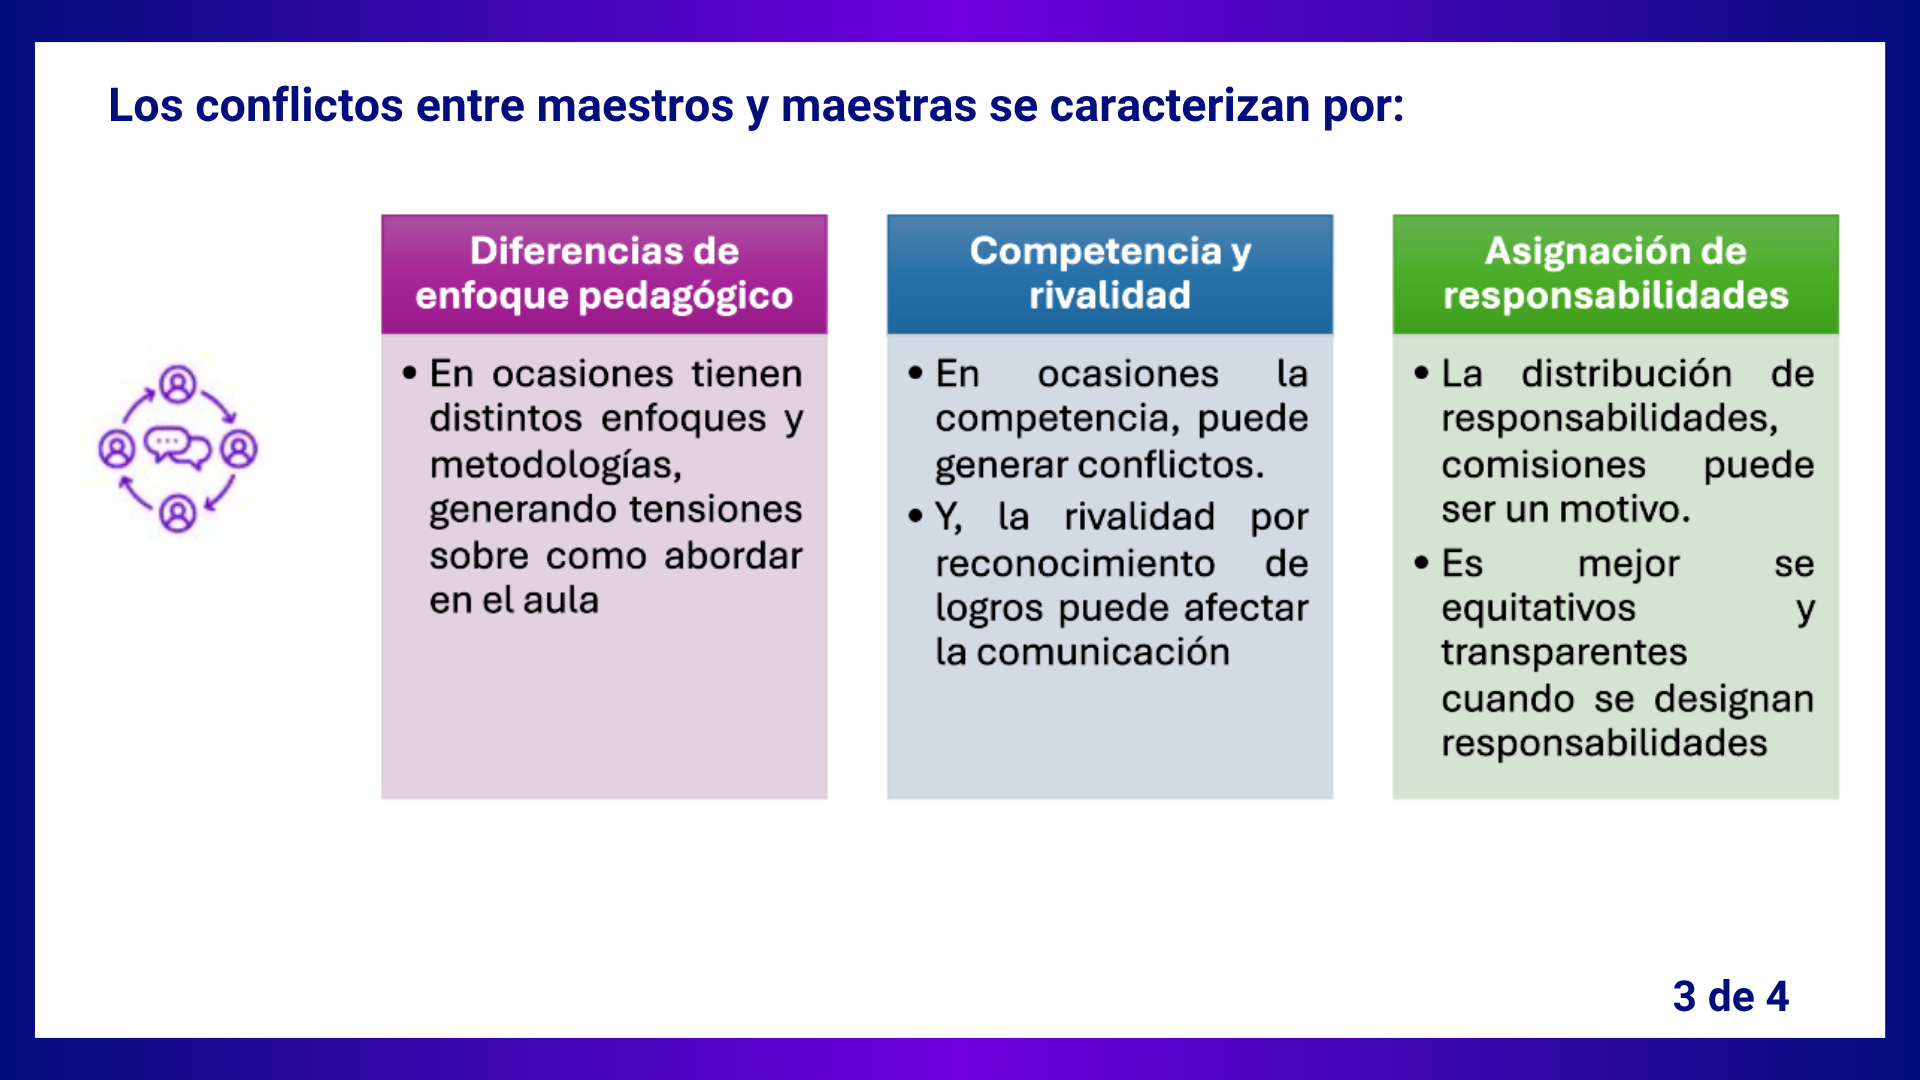 Los conflictos entre maestros y maestras se caracterizan por:
Diferencias de
enfoque pedagógico
• En ocasiones tienen
distintos enfoques y
metodologías,
generando tensiones
sobre como abordar
en el aula
Competencia y
rivalidad
• En ocasiones la
competencia, puede
generar conflictos.
• Y, la rivalidad por
reconocimiento de
logros puede afectar
la comunicación
Asignación de
responsabilidades
• La distribución de
responsabilidades,
comisiones puede
ser un motivo.
• Es mejor se
equitativos y
transparentes
cuando se designan
responsabilidades
3 de 4